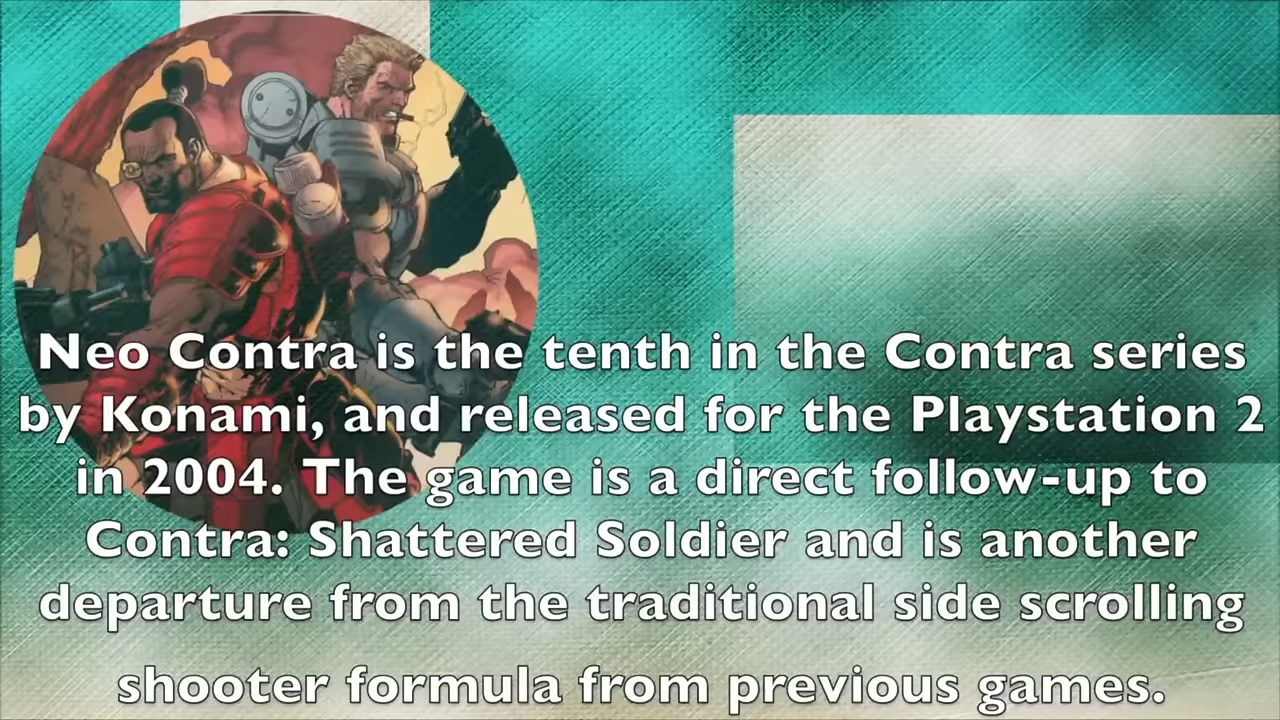 Neo Contra is the tenth in the Contra series
by Konami, and released for the Playstation 2
in 2004. The game is a direct follow-up to
Contra: Shattered Soldier and is another
departure from the traditional side scrolling
shooter formula from previous games.